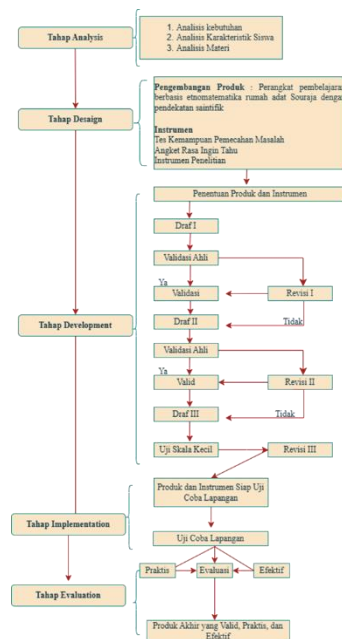 Tahap Analysis
1. Analisis kebutuhan
2. Analisis Karakteristik Siswa
3. Analisis Materi
Tahap Desaign
Pengembangan Produk : Perangkat pembelajaran
berbasis etnomatematika rumah adat Souraja dengan
pendekatan saintifik
Instrumen
Tes Kemampuan Pemecahan Masalah
Angket Rasa Ingin Tahu
Instrumen Penelitian
Tahap Development
Penentuan Produk dan Instrumen
Draf I
Validasi Ahli
Ya
Validasi
Revisi I
Draf II
Tidak
Validasi Ahli
Ya
Valid
Revisi II
Draf III
Tidak
Uji Skala Kecil
Revisi III
Tahap Implementation
Produk dan Instrumen Siap Uji
Coba Lapangan
Uji Coba Lapangan
Tahap Evaluation
Praktis
Evaluasi
Efektif
Produk Akhir yang Valid, Praktis, dan
Efektif